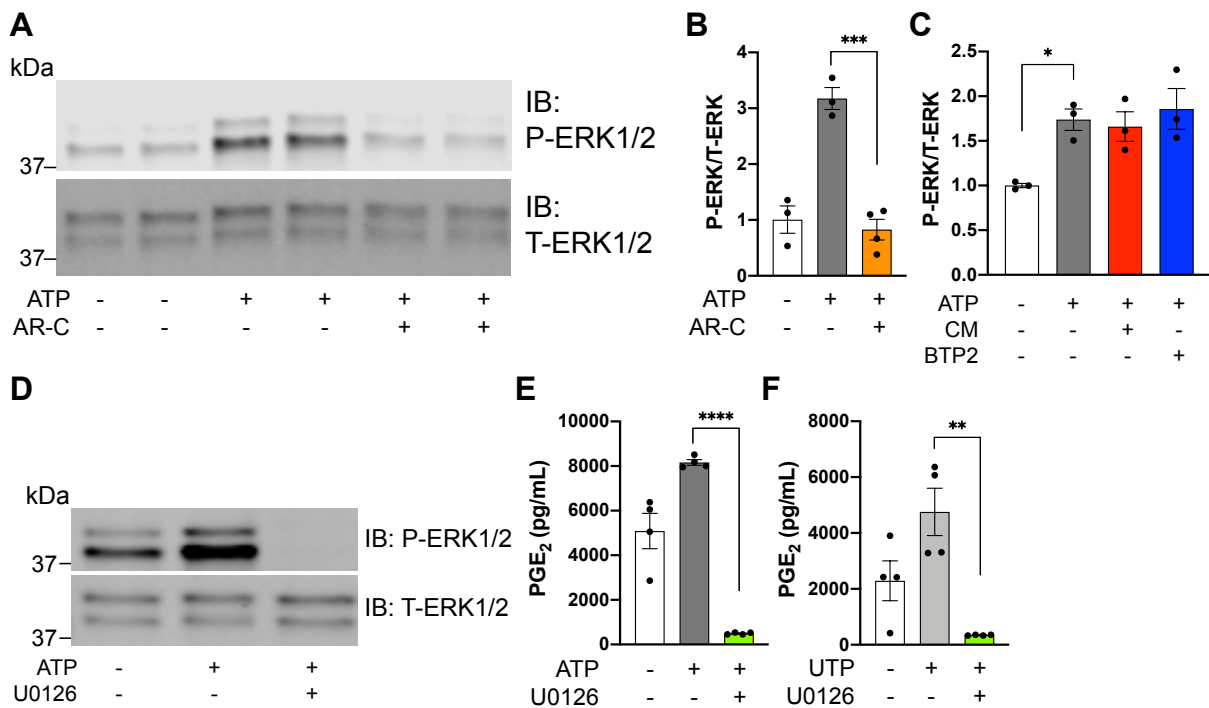 A
kDa
IB:
P-ERK1/2
37
IB:
T-ERK1/2
37
ATP - - + + + +
AR-C - - - - + +
B
***
P-ERK/T-ERK
4
3
2
1
0
ATP - + +
AR-C - - +
C
*
P-ERK/T-ERK
2.5
2.0
1.5
1.0
0.5
0.0
ATP - + + +
CM - - + -
BTP2 - - - +
D
kDa
IB: P-ERK1/2
37
IB: T-ERK1/2
37
ATP - + +
U0126 - - +
E
****
PGE₂ (pg/mL)
10000
8000
6000
4000
2000
0
ATP - + +
U0126 - - +
F
**
PGE₂ (pg/mL)
8000
6000
4000
2000
0
UTP - + +
U0126 - - +